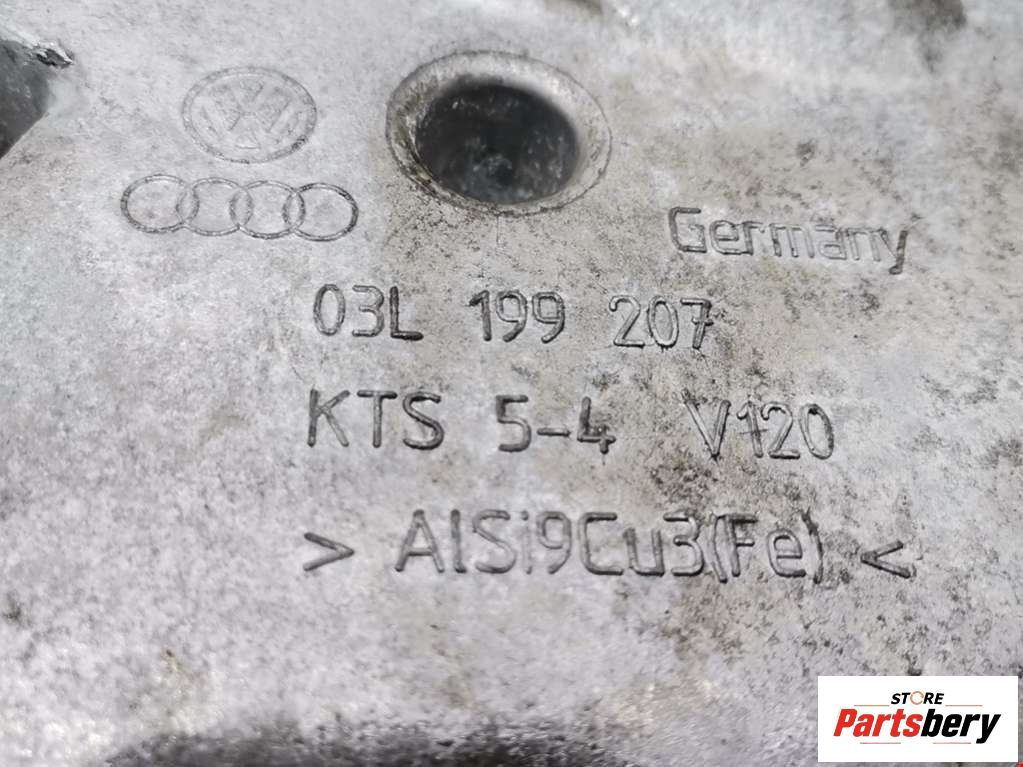 Germany
03L 199 207
KTS 5-4 V120
> AlSi9Cu3(Fe) <
STORE
Partsbery